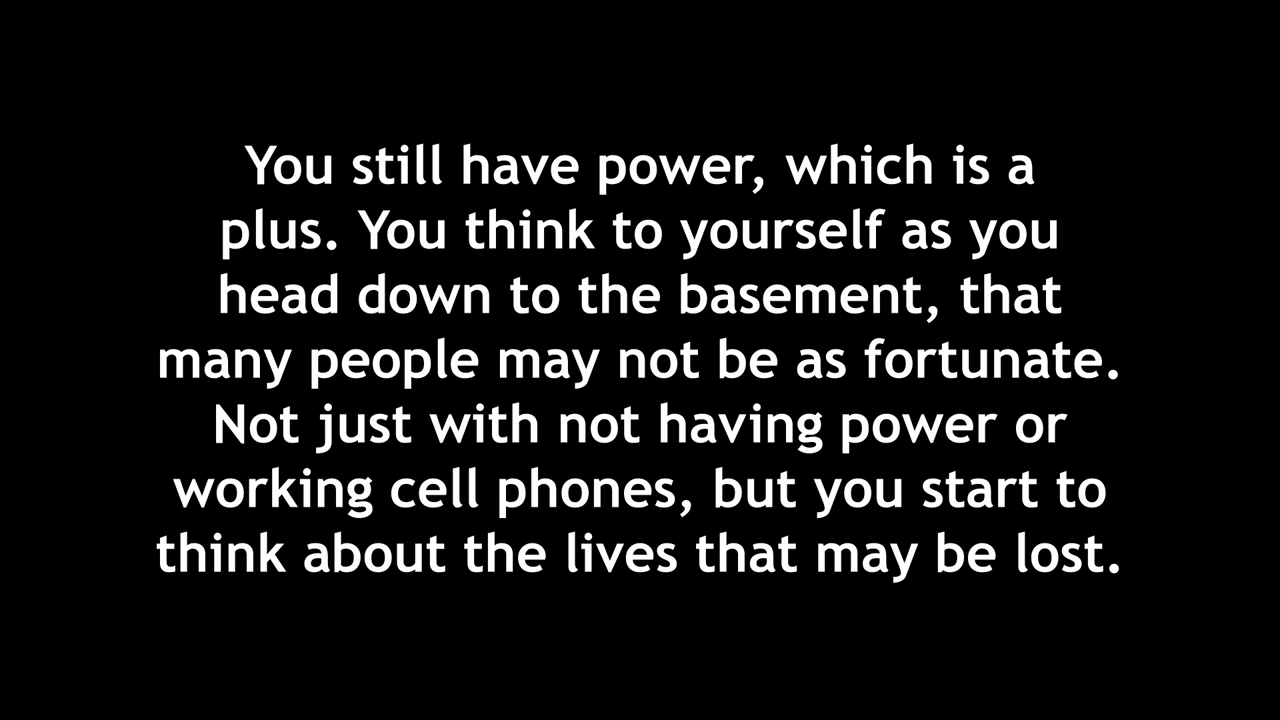 You still have power, which is a
plus. You think to yourself as you
head down to the basement, that
many people may not be as fortunate.
Not just with not having power or
working cell phones, but you start to
think about the lives that may be lost.